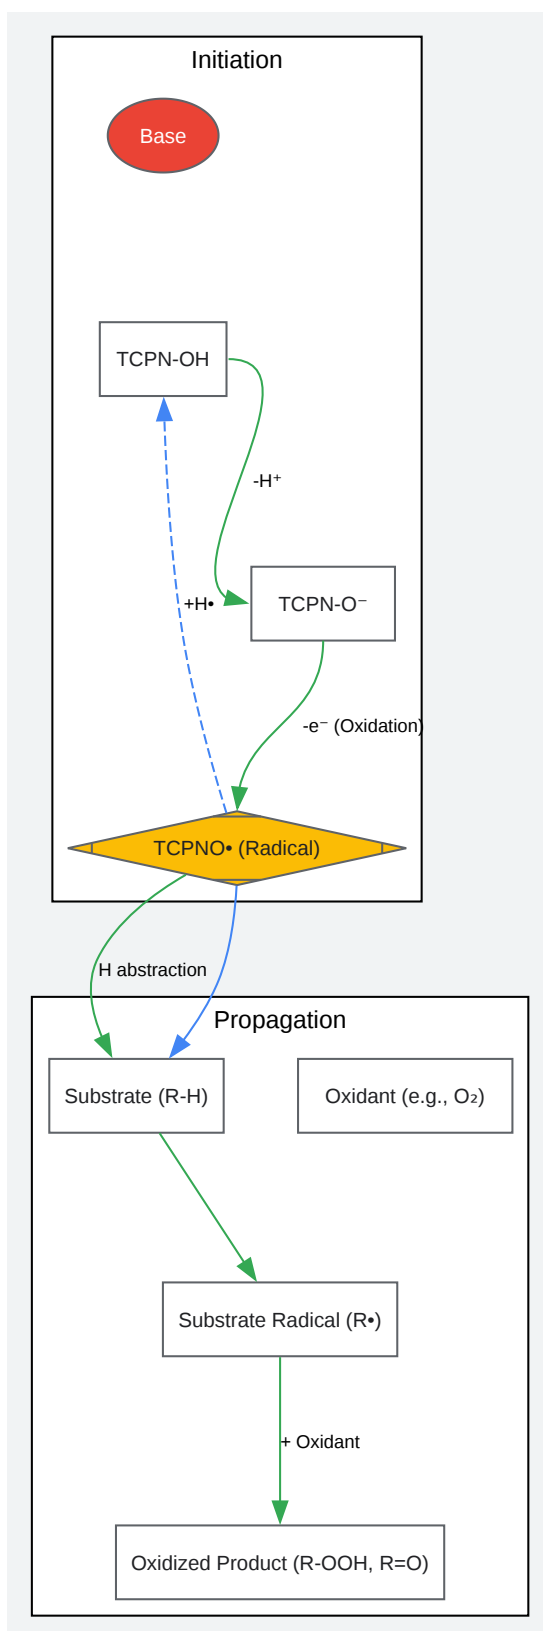 Initiation
Base
TCPN-OH
-H⁺
+H•
TCPN-O⁻
-e⁻ (Oxidation)
TCPNO• (Radical)
H abstraction
Propagation
Substrate (R-H)
Oxidant (e.g., O₂)
Substrate Radical (R•)
+ Oxidant
Oxidized Product (R-OOH, R=O)